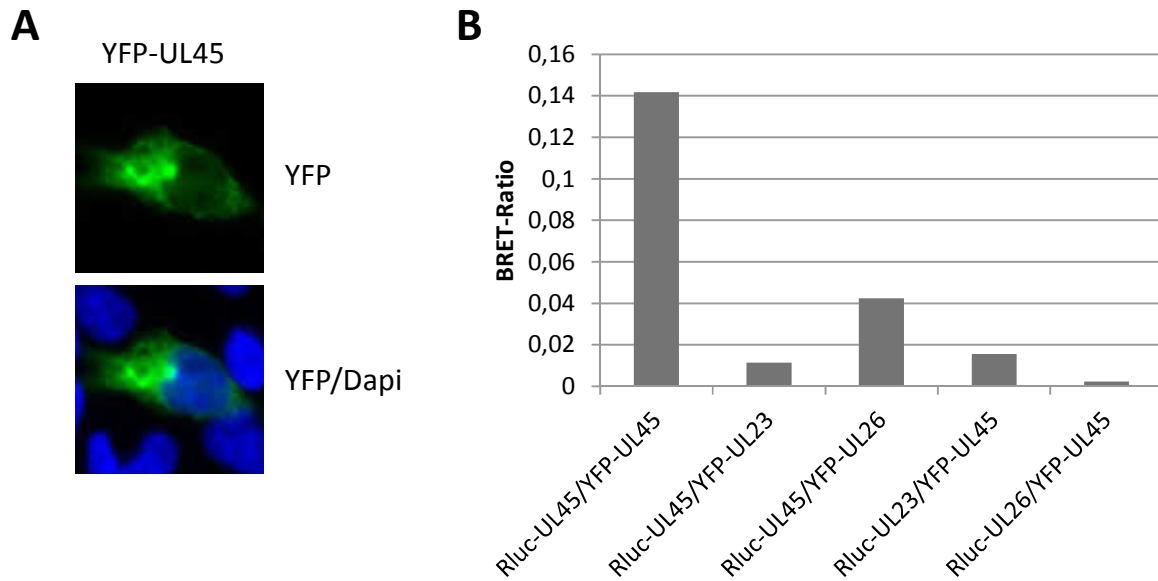 A
YFP-UL45
YFP
YFP/Dapi
B
BRET-Ratio
0,16
0,14
0,12
0,1
0,08
0,06
0,04
0,02
0
Rluc-UL45/YFP-UL45
Rluc-UL45/YFP-UL23
Rluc-UL45/YFP-UL26
Rluc-UL23/YFP-UL45
Rluc-UL26/YFP-UL45